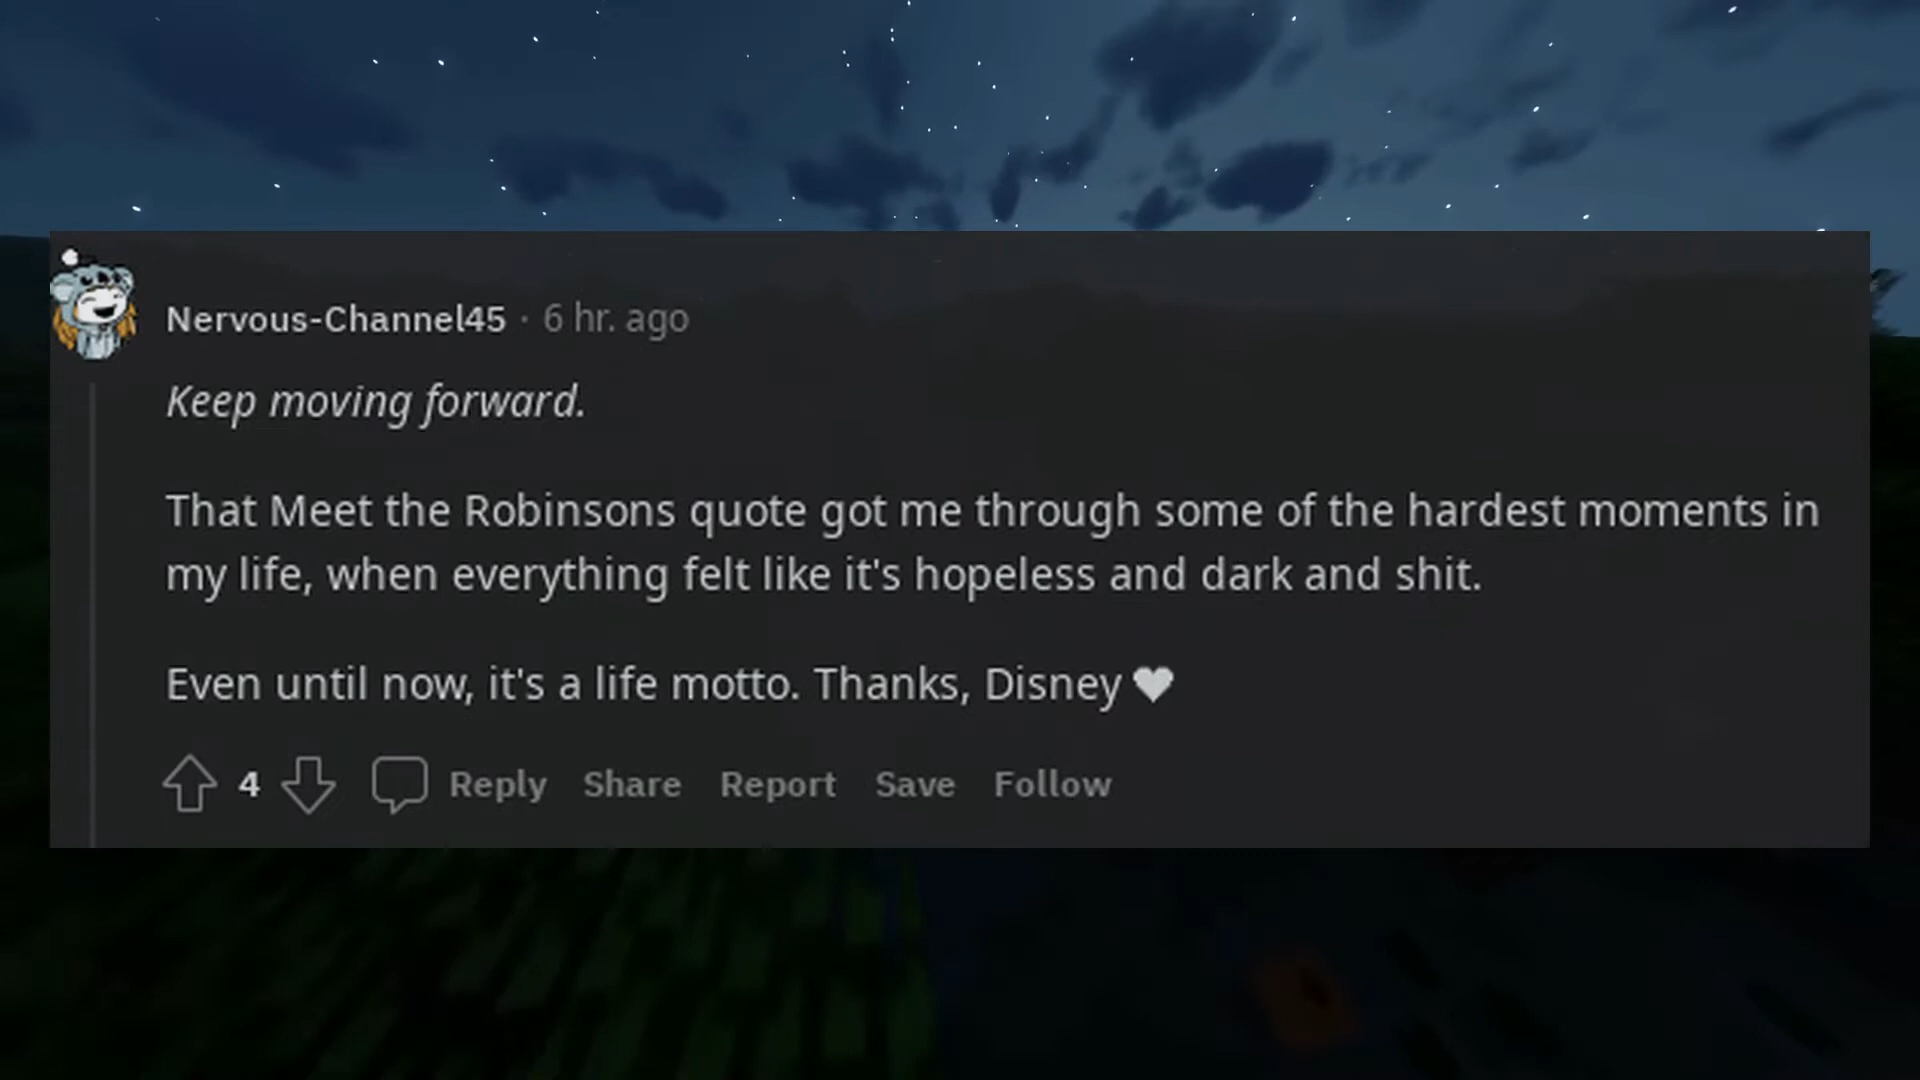 Nervous-Channel45 · 6 hr. ago
Keep moving forward.
That Meet the Robinsons quote got me through some of the hardest moments in
my life, when everything felt like it's hopeless and dark and shit.
Even until now, it's a life motto. Thanks, Disney ♥
4 Reply Share Report Save Follow